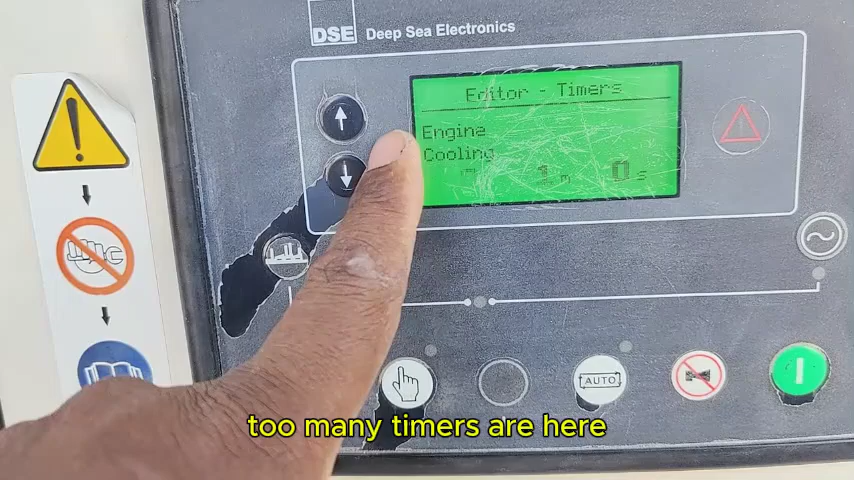 DSE Deep Sea Electronics
Editor - Timers
Engine
Cooling
1m 0s
AUTO
too many timers are here